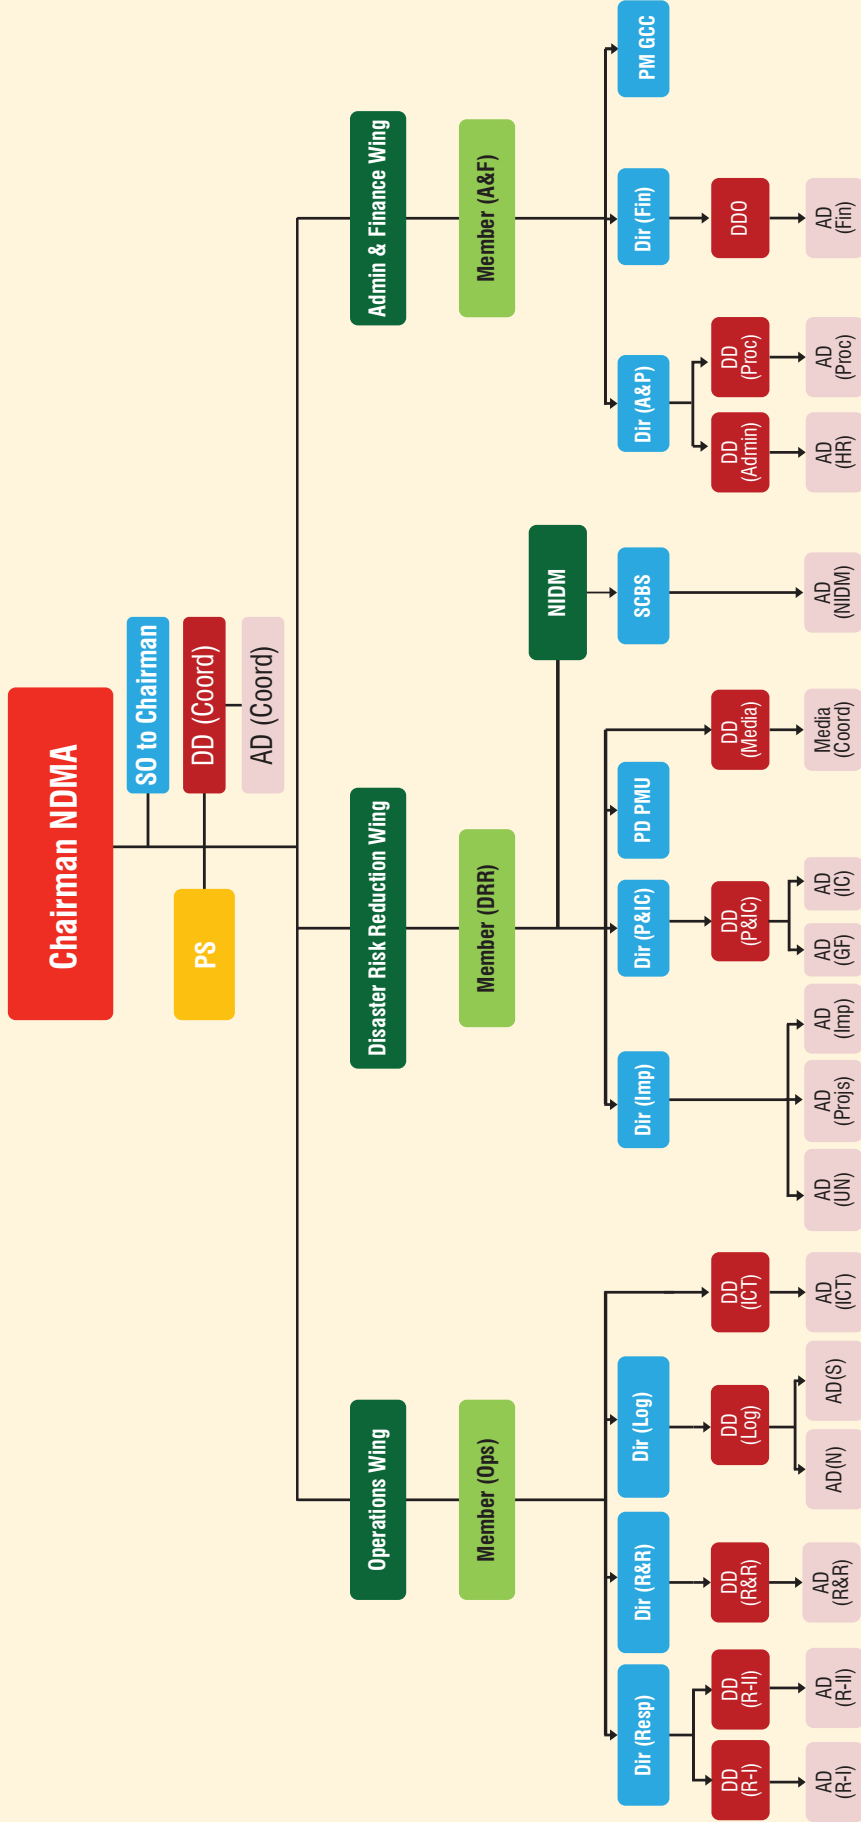 Chairman NDMA
SO to Chairman
PS
DD (Coord)
AD (Coord)
Operations Wing
Disaster Risk Reduction Wing
Admin & Finance Wing
Member (Ops)
Member (DRR)
Member (A&F)
NIDM
Dir (Resp)
Dir (R&R)
Dir (Log)
Dir (Imp)
Dir (P&IC)
PD PMU
SCBS
Dir (A&P)
Dir (Fin)
PM GCC
DD
(R-I)
DD
(R-II)
DD
(R&R)
DD
(Log)
DD
(ICT)
DD
(P&IC)
DD
(Media)
DD
(Admin)
DD
(Proc)
DDO
AD
(R-I)
AD
(R-II)
AD
(R&R)
AD(N)
AD(S)
AD
(ICT)
AD
(UN)
AD
(Projs)
AD
(Imp)
AD
(GF)
AD
(IC)
Media
(Coord)
AD
(NIDM)
AD
(HR)
AD
(Proc)
AD
(Fin)